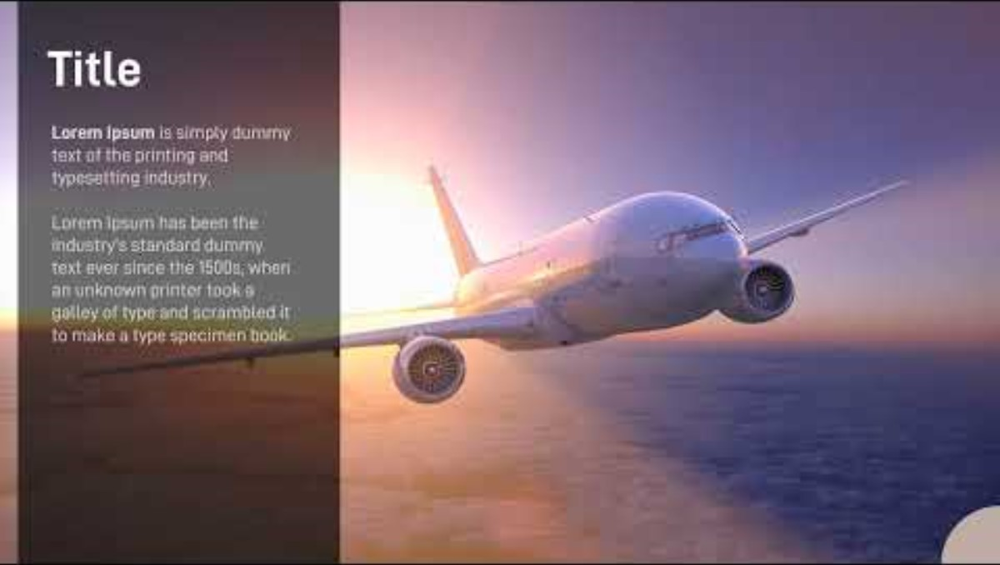 Title
Lorem Ipsum is simply dummy
text of the printing and
typesetting industry.
Lorem Ipsum has been the
industry's standard dummy
text ever since the 1500s, when
an unknown printer took a
galley of type and scrambled it
to make a type specimen book.